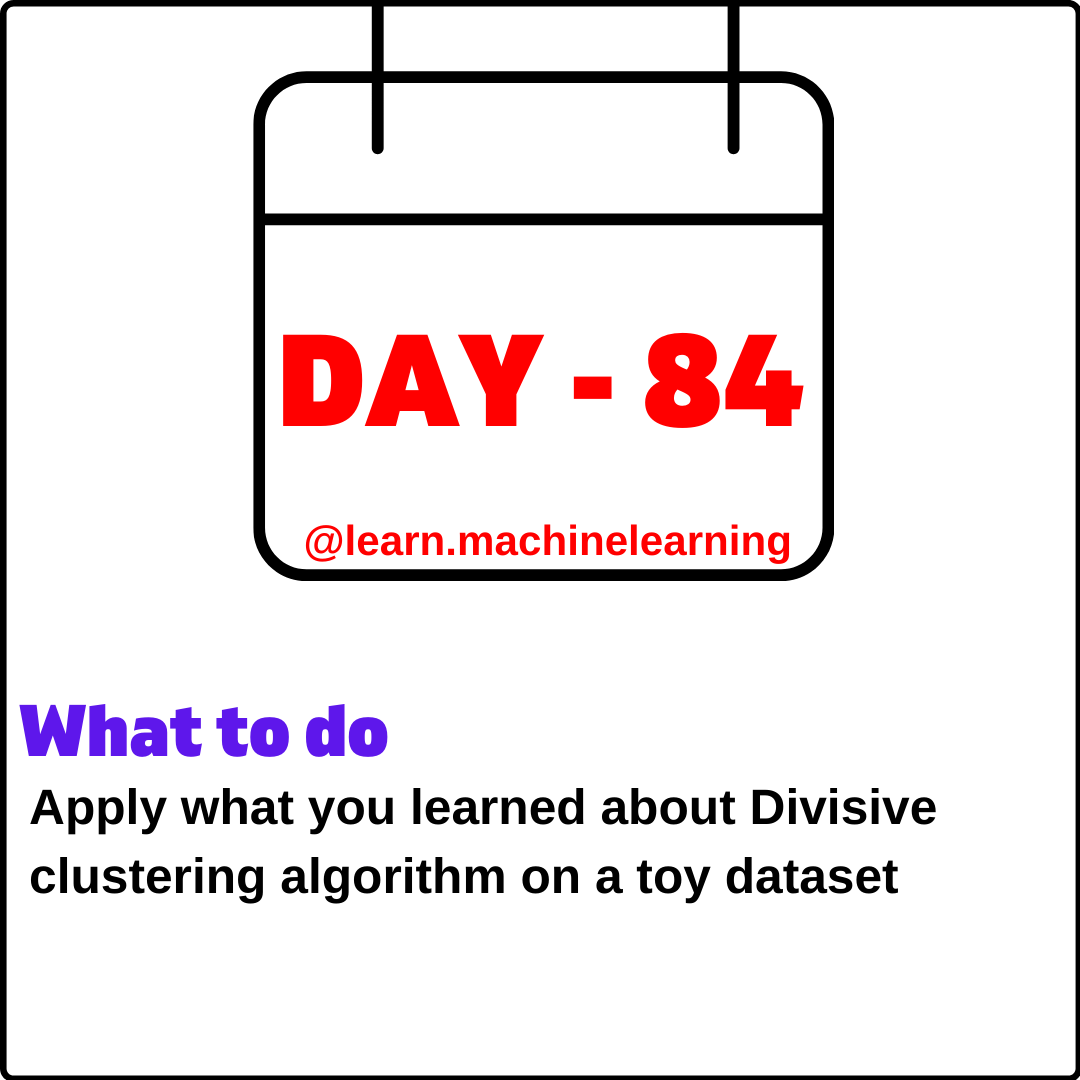 DAY - 84
@learn.machinelearning
What to do
Apply what you learned about Divisive
clustering algorithm on a toy dataset